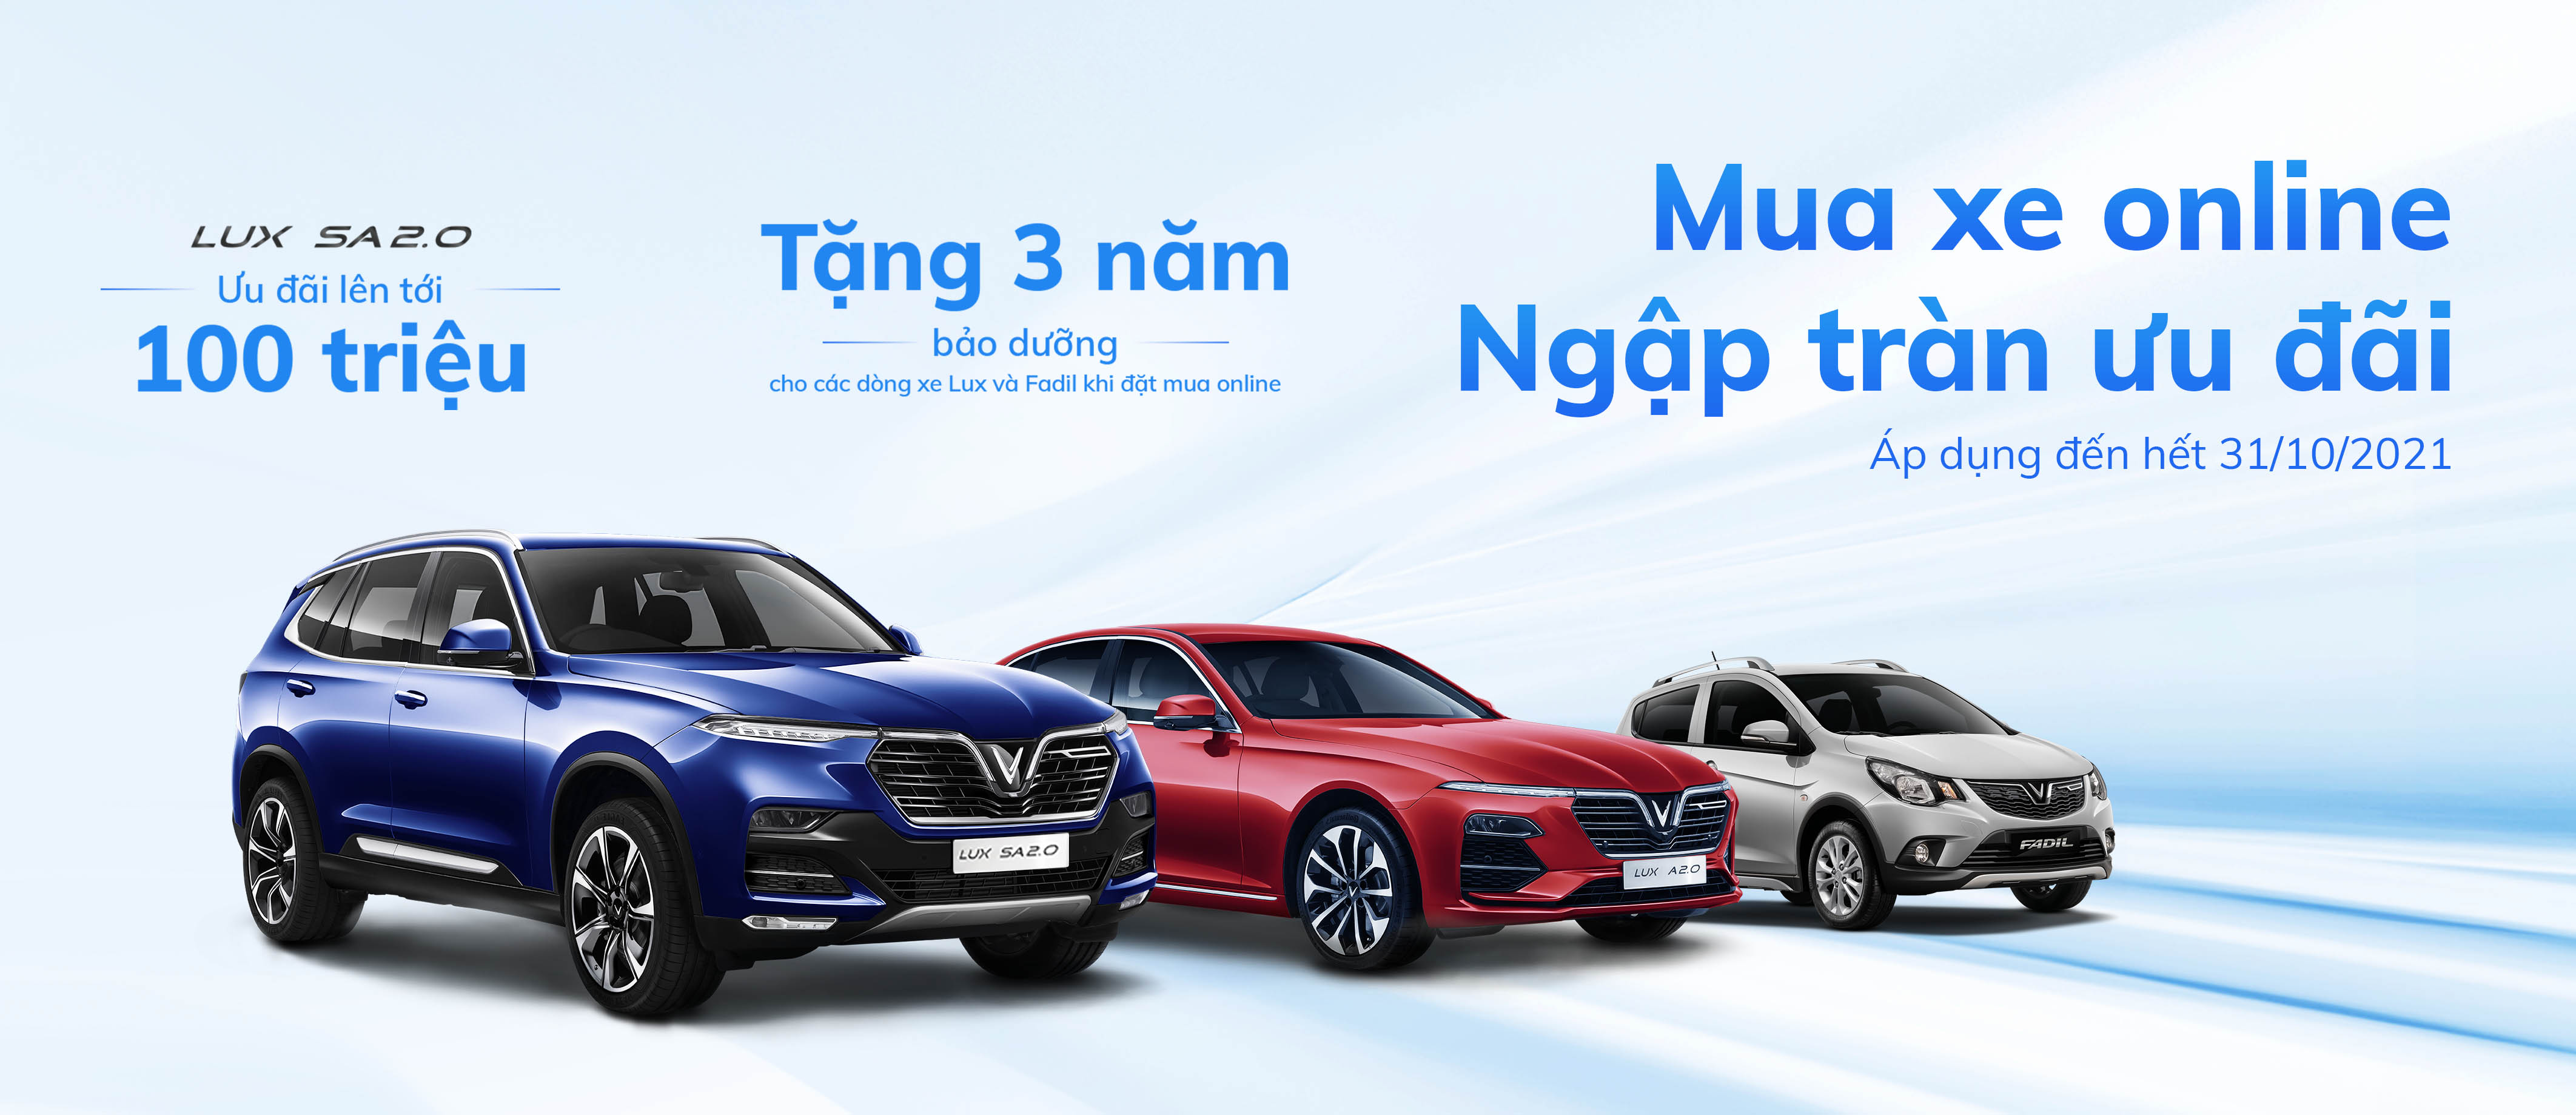 LUX SA2.0
Ưu đãi lên tới
100 triệu
Tặng 3 năm
bảo dưỡng
cho các dòng xe Lux và Fadil khi đặt mua online
Mua xe online
Ngập tràn ưu đãi
Áp dụng đến hết 31/10/2021
LUX SA2.0
LUX A2.0
FADIL